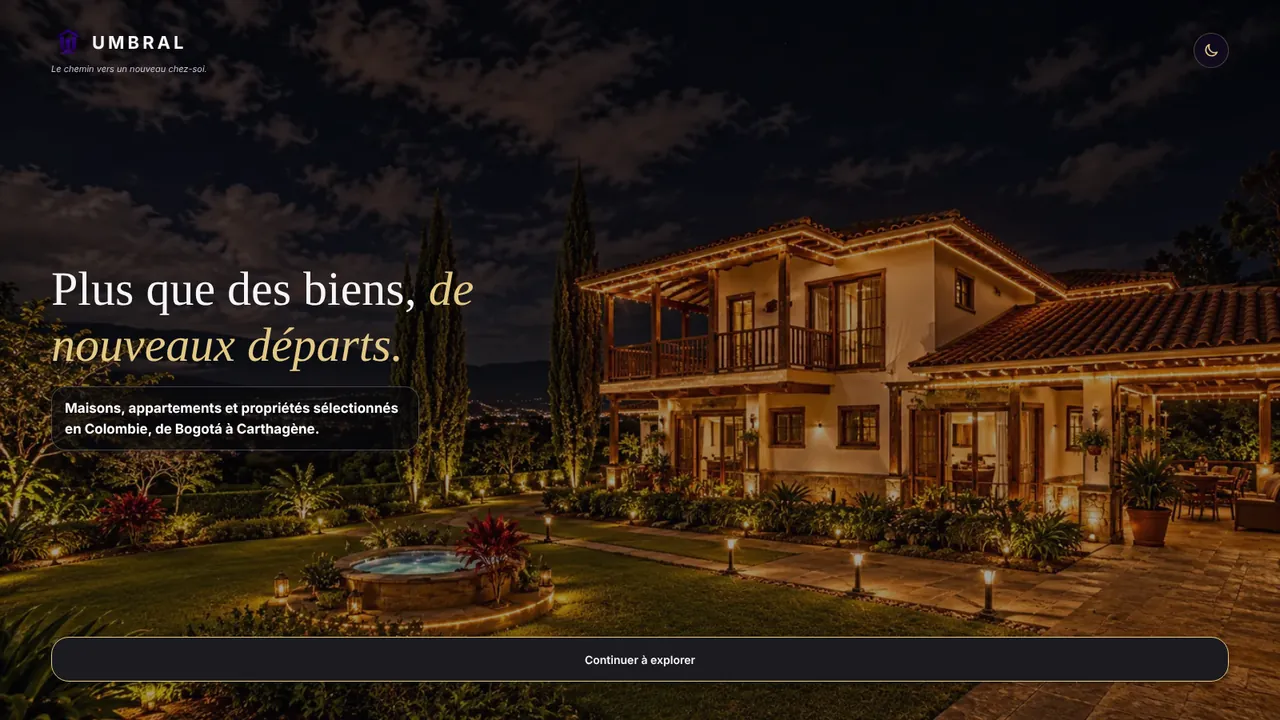 UMBRAL
Le chemin vers un nouveau chez-soi.
Plus que des biens, de
nouveaux départs.
Maisons, appartements et propriétés sélectionnés
en Colombie, de Bogotá à Carthagène.
Continuer à explorer